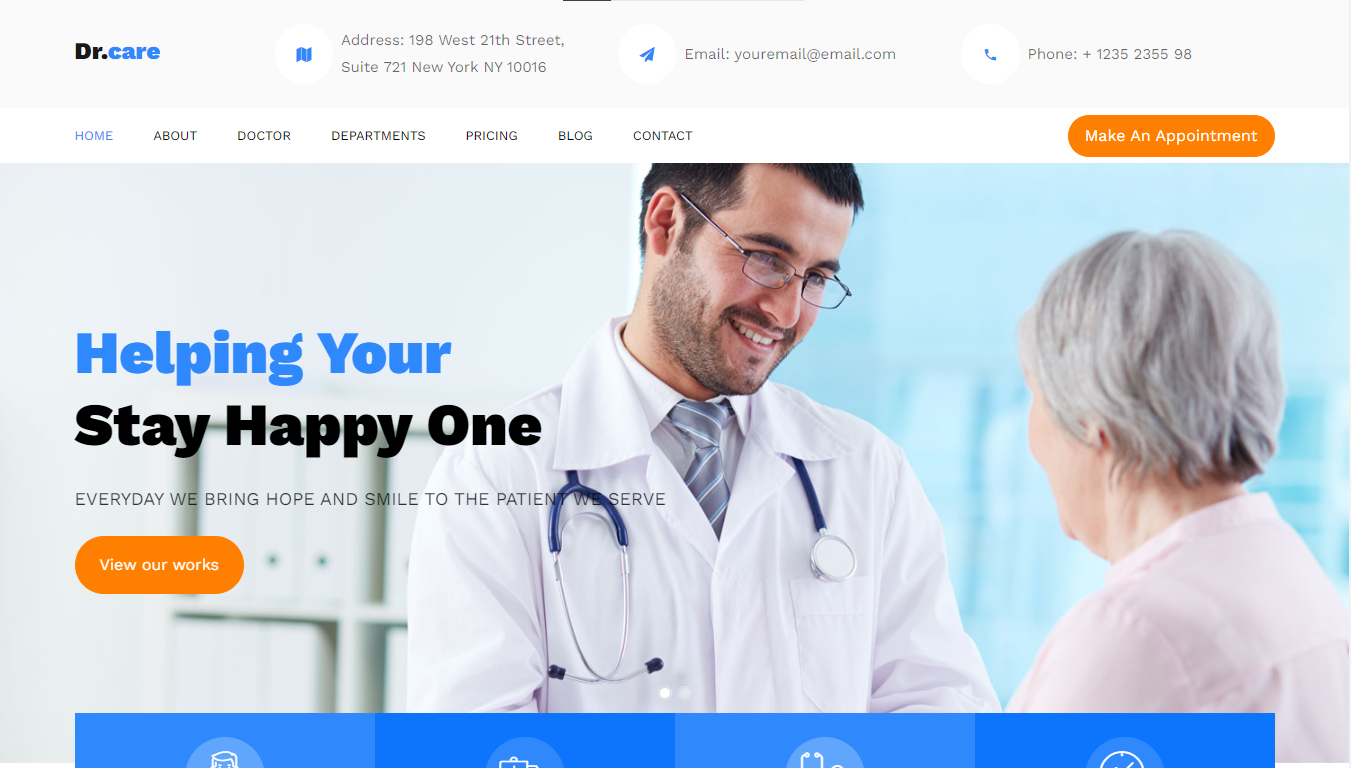 Dr.care
Address: 198 West 21th Street,
Suite 721 New York NY 10016
Email: youremail@email.com
Phone: + 1235 2355 98
HOME
ABOUT
DOCTOR
DEPARTMENTS
PRICING
BLOG
CONTACT
Make An Appointment
Helping Your
Stay Happy One
EVERYDAY WE BRING HOPE AND SMILE TO THE PATIENT WE SERVE
View our works